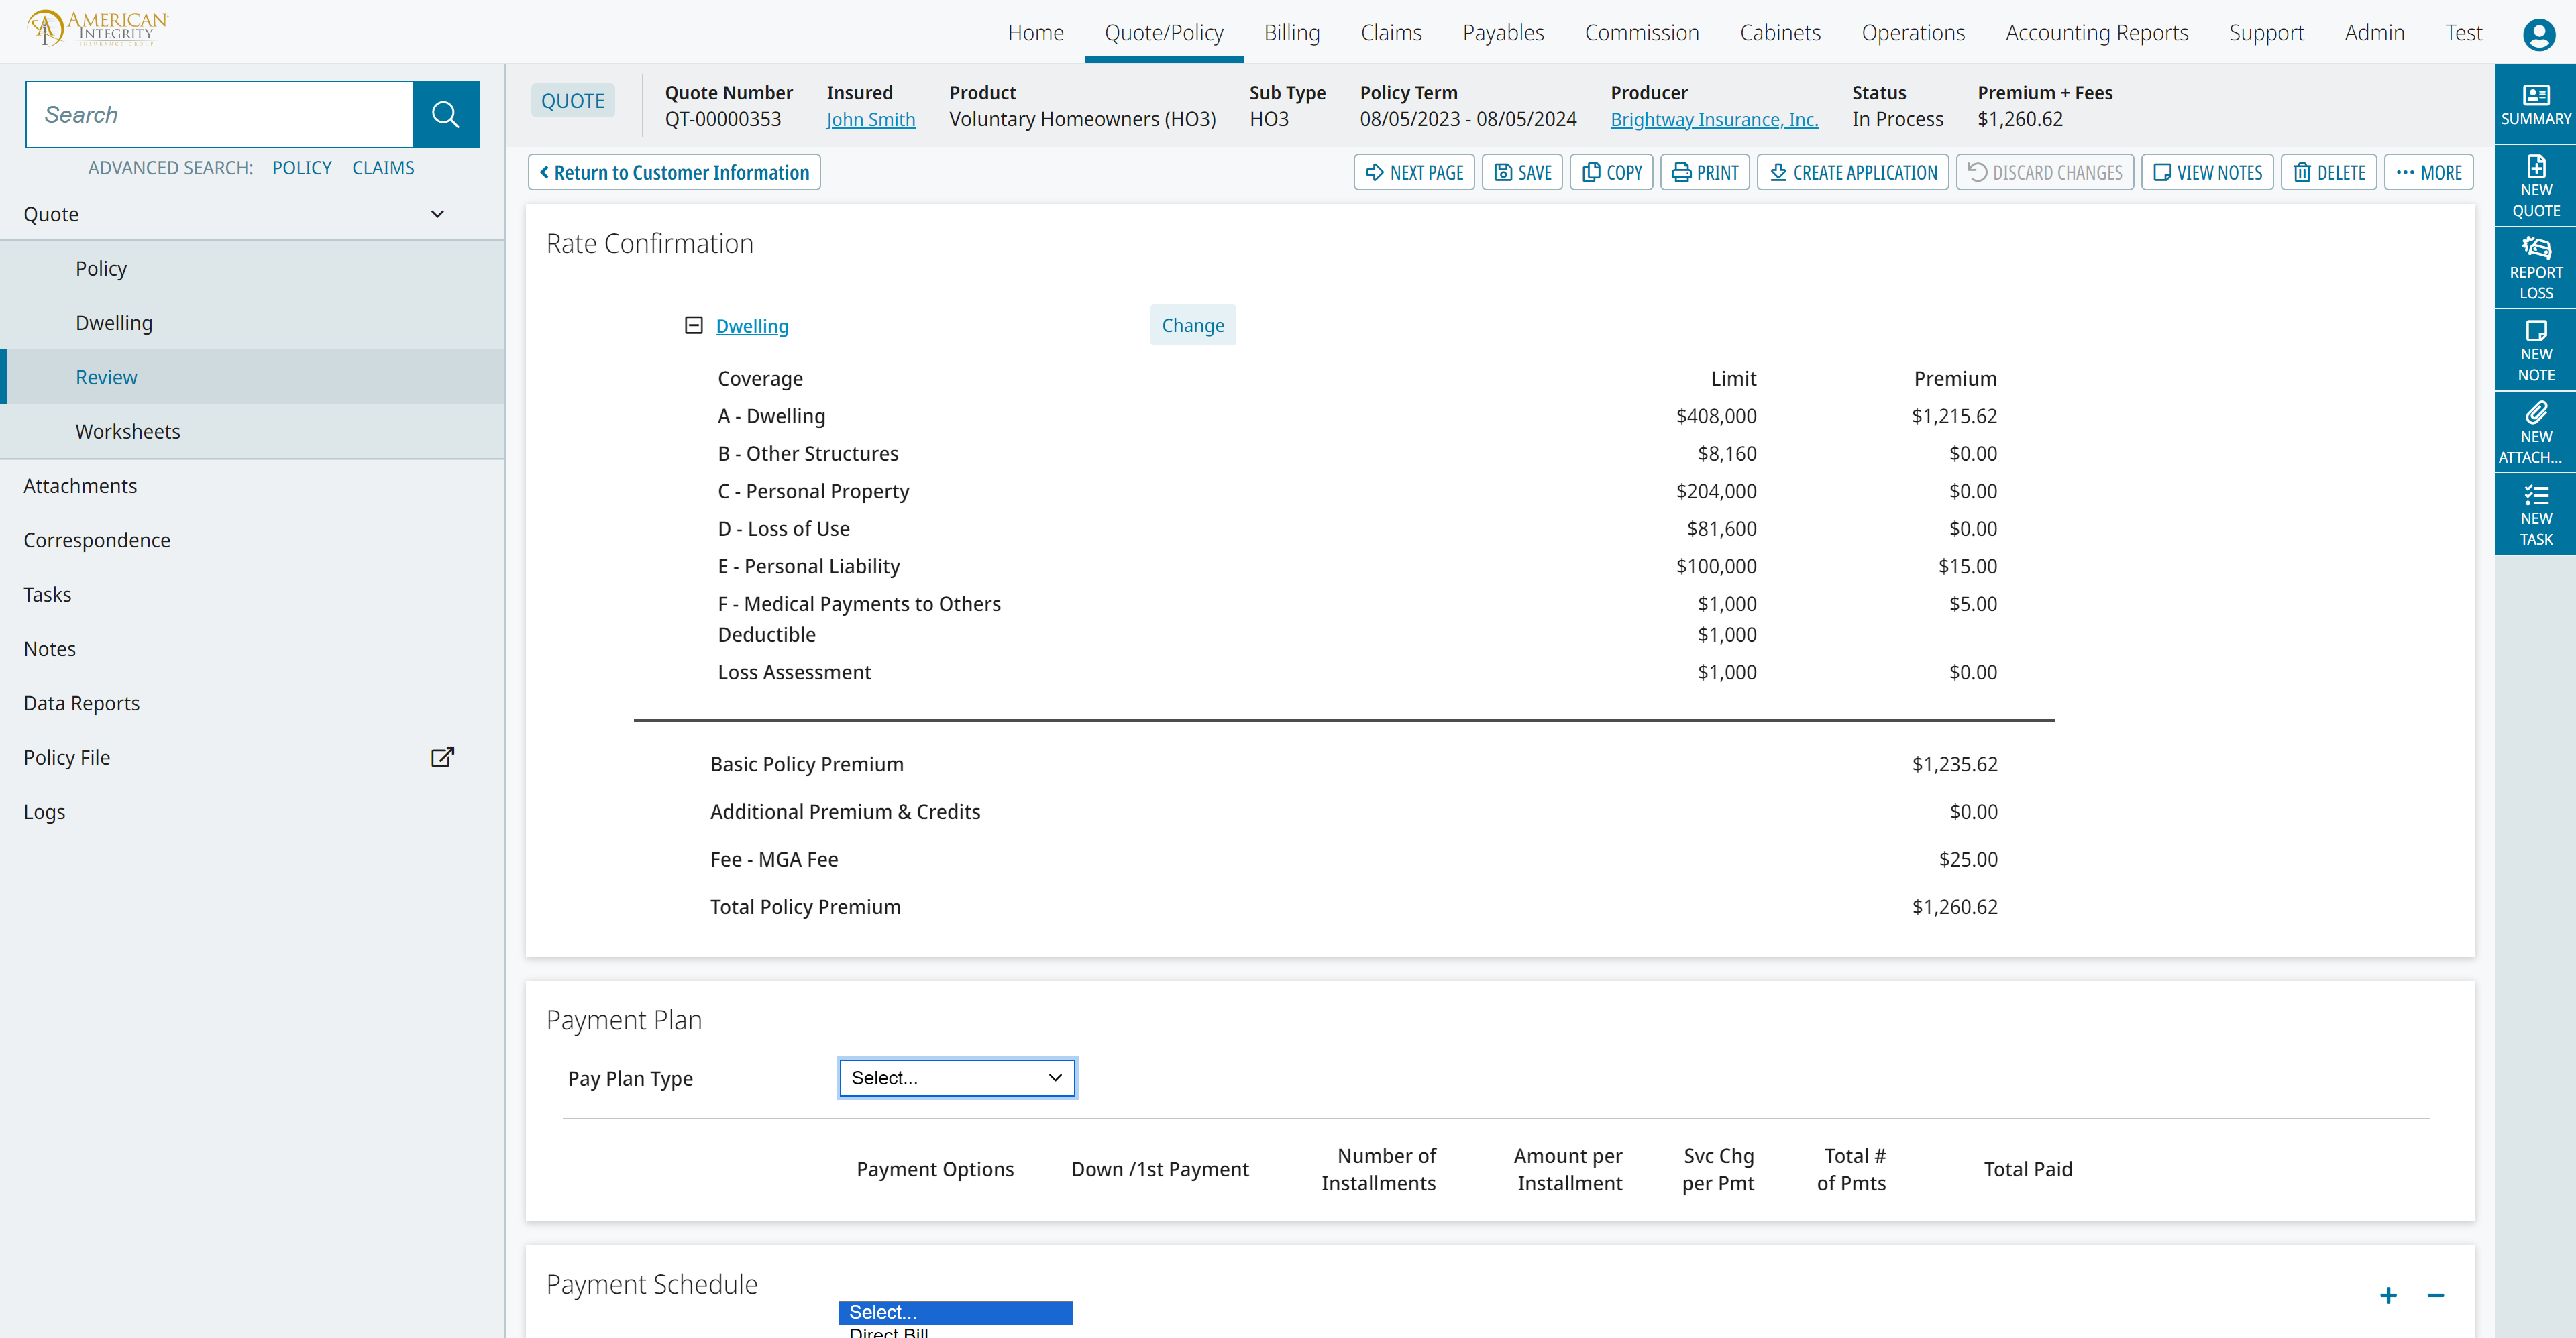 AMERICAN
INTEGRITY
INSURANCE GROUP
Home
Quote/Policy
Billing
Claims
Payables
Commission
Cabinets
Operations
Accounting Reports
Support
Admin
Test
Search
ADVANCED SEARCH: POLICY CLAIMS
Quote
Policy
Dwelling
Review
Worksheets
Attachments
Correspondence
Tasks
Notes
Data Reports
Policy File
Logs
QUOTE
Quote Number
QT-00000353
Insured
John Smith
Product
Voluntary Homeowners (HO3)
Sub Type
HO3
Policy Term
08/05/2023 - 08/05/2024
Producer
Brightway Insurance, Inc.
Status
In Process
Premium + Fees
$1,260.62
Return to Customer Information
NEXT PAGE
SAVE
COPY
PRINT
CREATE APPLICATION
DISCARD CHANGES
VIEW NOTES
DELETE
MORE
Rate Confirmation
Dwelling
Change
Coverage Limit Premium
A - Dwelling $408,000 $1,215.62
B - Other Structures $8,160 $0.00
C - Personal Property $204,000 $0.00
D - Loss of Use $81,600 $0.00
E - Personal Liability $100,000 $15.00
F - Medical Payments to Others $1,000 $5.00
Deductible $1,000
Loss Assessment $1,000 $0.00
Basic Policy Premium $1,235.62
Additional Premium & Credits $0.00
Fee - MGA Fee $25.00
Total Policy Premium $1,260.62
Payment Plan
Pay Plan Type Select...
Payment Options
Down /1st Payment
Number of
Installments
Amount per
Installment
Svc Chg
per Pmt
Total #
of Pmts
Total Paid
Payment Schedule
Select...
Direct Bill
SUMMARY
NEW
QUOTE
REPORT
LOSS
NEW
NOTE
NEW
ATTACH...
NEW
TASK